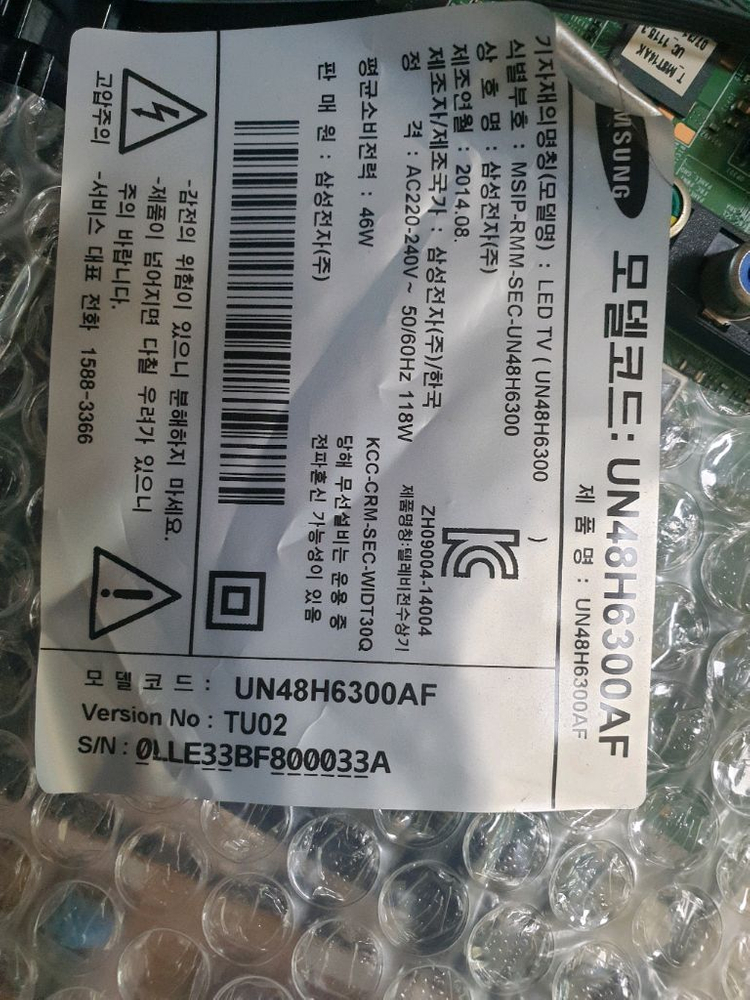 SAMSUNG
모델코드: UN48H6300AF
제 품 명 : UN48H6300AF
기자재의명칭(모델명) : LED TV ( UN48H6300 )
식별부호 : MSIP-RMM-SEC-UN48H6300
상 호 명 : 삼성전자(주)
제조연월 : 2014.08.
제조자/제조국가 : 삼성전자(주)/한국
정 격 : AC220-240V~ 50/60Hz 118W
평균소비전력 : 46W
판 매 원 : 삼성전자(주)
ZH09004-14004
제품명칭:텔레비전수상기
KCC-CRM-SEC-WIDT30Q
당해 무선설비는 운용 중
전파혼신 가능성이 있음
고압주의
-감전의 위험이 있으니 분해하지 마세요.
-제품이 넘어지면 다칠 우려가 있으니
주의 바랍니다.
-서비스 대표 전화 1588-3366
모델코드 : UN48H6300AF
Version No : TU02
S/N : 0LLE33BF800033A